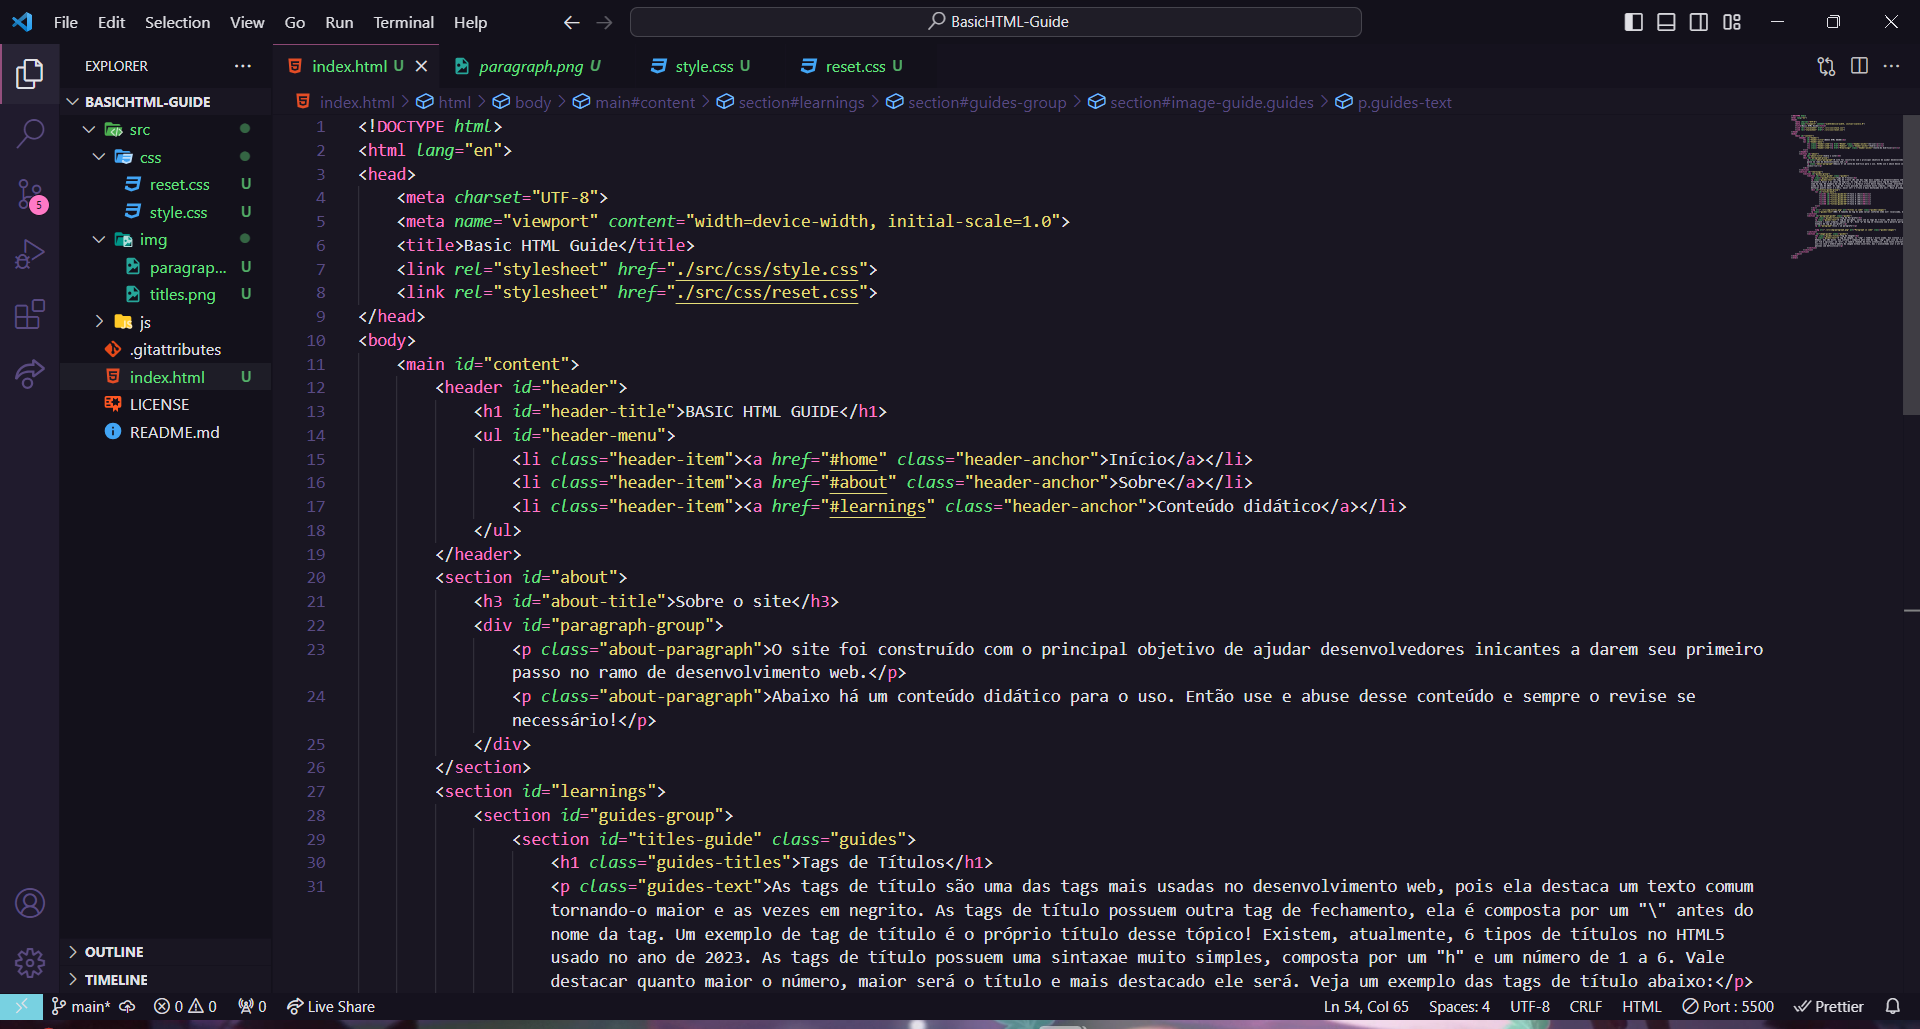 File Edit Selection View Go Run Terminal Help
BasicHTML-Guide
EXPLORER
BASICHTML-GUIDE
src
css
reset.css U
style.css U
img
paragrap... U
titles.png U
js
.gitattributes
index.html U
LICENSE
README.md
OUTLINE
TIMELINE
5
index.html U
paragraph.png U
style.css U
reset.css U
index.html > html > body > main#content > section#learnings > section#guides-group > section#image-guide.guides > p.guides-text
1 <!DOCTYPE html>
2 <html lang="en">
3 <head>
4 <meta charset="UTF-8">
5 <meta name="viewport" content="width=device-width, initial-scale=1.0">
6 <title>Basic HTML Guide</title>
7 <link rel="stylesheet" href="./src/css/style.css">
8 <link rel="stylesheet" href="./src/css/reset.css">
9 </head>
10 <body>
11 <main id="content">
12 <header id="header">
13 <h1 id="header-title">BASIC HTML GUIDE</h1>
14 <ul id="header-menu">
15 <li class="header-item"><a href="#home" class="header-anchor">Início</a></li>
16 <li class="header-item"><a href="#about" class="header-anchor">Sobre</a></li>
17 <li class="header-item"><a href="#learnings" class="header-anchor">Conteúdo didático</a></li>
18 </ul>
19 </header>
20 <section id="about">
21 <h3 id="about-title">Sobre o site</h3>
22 <div id="paragraph-group">
23 <p class="about-paragraph">O site foi construído com o principal objetivo de ajudar desenvolvedores inicantes a darem seu primeiro
passo no ramo de desenvolvimento web.</p>
24 <p class="about-paragraph">Abaixo há um conteúdo didático para o uso. Então use e abuse desse conteúdo e sempre o revise se
necessário!</p>
25 </div>
26 </section>
27 <section id="learnings">
28 <section id="guides-group">
29 <section id="titles-guide" class="guides">
30 <h1 class="guides-titles">Tags de Títulos</h1>
31 <p class="guides-text">As tags de título são uma das tags mais usadas no desenvolvimento web, pois ela destaca um texto comum
tornando-o maior e as vezes em negrito. As tags de título possuem outra tag de fechamento, ela é composta por um "\" antes do
nome da tag. Um exemplo de tag de título é o próprio título desse tópico! Existem, atualmente, 6 tipos de títulos no HTML5
usado no ano de 2023. As tags de título possuem uma sintaxae muito simples, composta por um "h" e um número de 1 a 6. Vale
destacar quanto maior o número, maior será o título e mais destacado ele será. Veja um exemplo das tags de título abaixo:</p>
main* 0 0 0 Live Share Ln 54, Col 65 Spaces: 4 UTF-8 CRLF HTML Port : 5500 Prettier